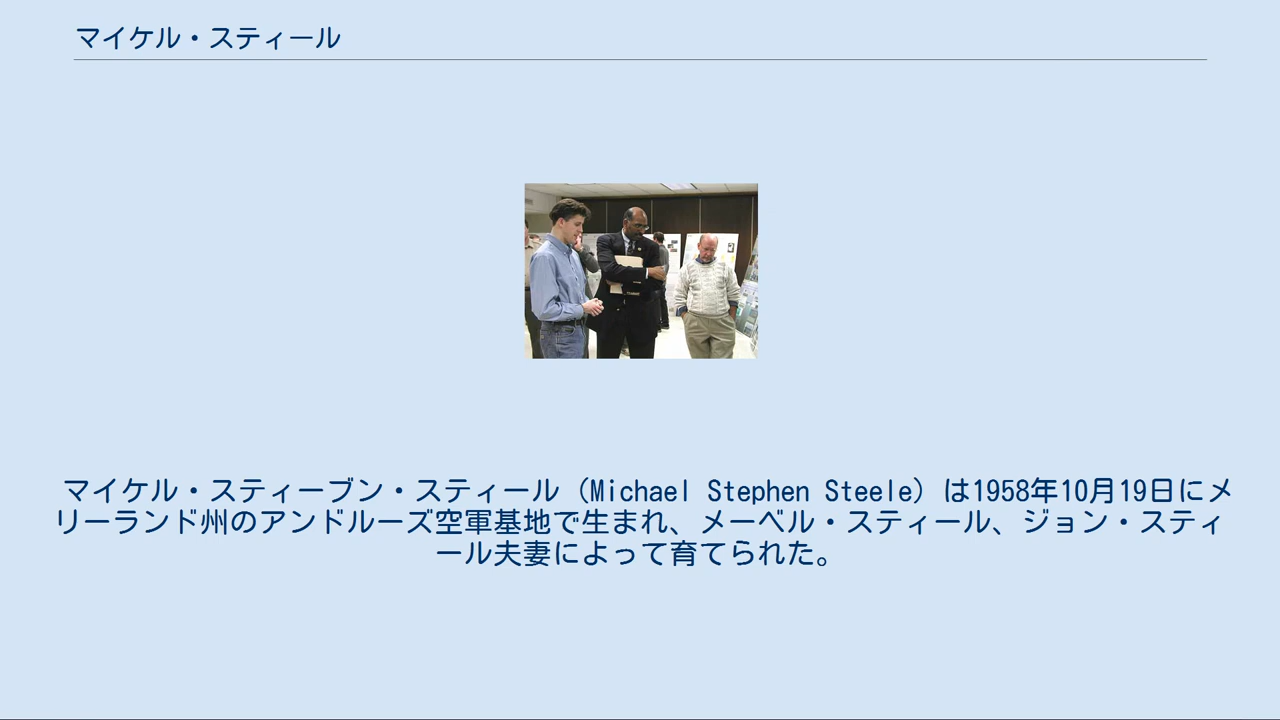 マイケル・スティール
マイケル・スティーブン・スティール（Michael Stephen Steele）は1958年10月19日にメ
リーランド州のアンドルーズ空軍基地で生まれ、メーベル・スティール、ジョン・スティ
ール夫妻によって育てられた。